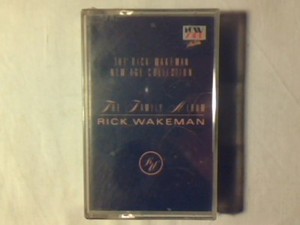 THE RICK WAKEMAN
NEW AGE COLLECTION
The Family Album
RICK WAKEMAN